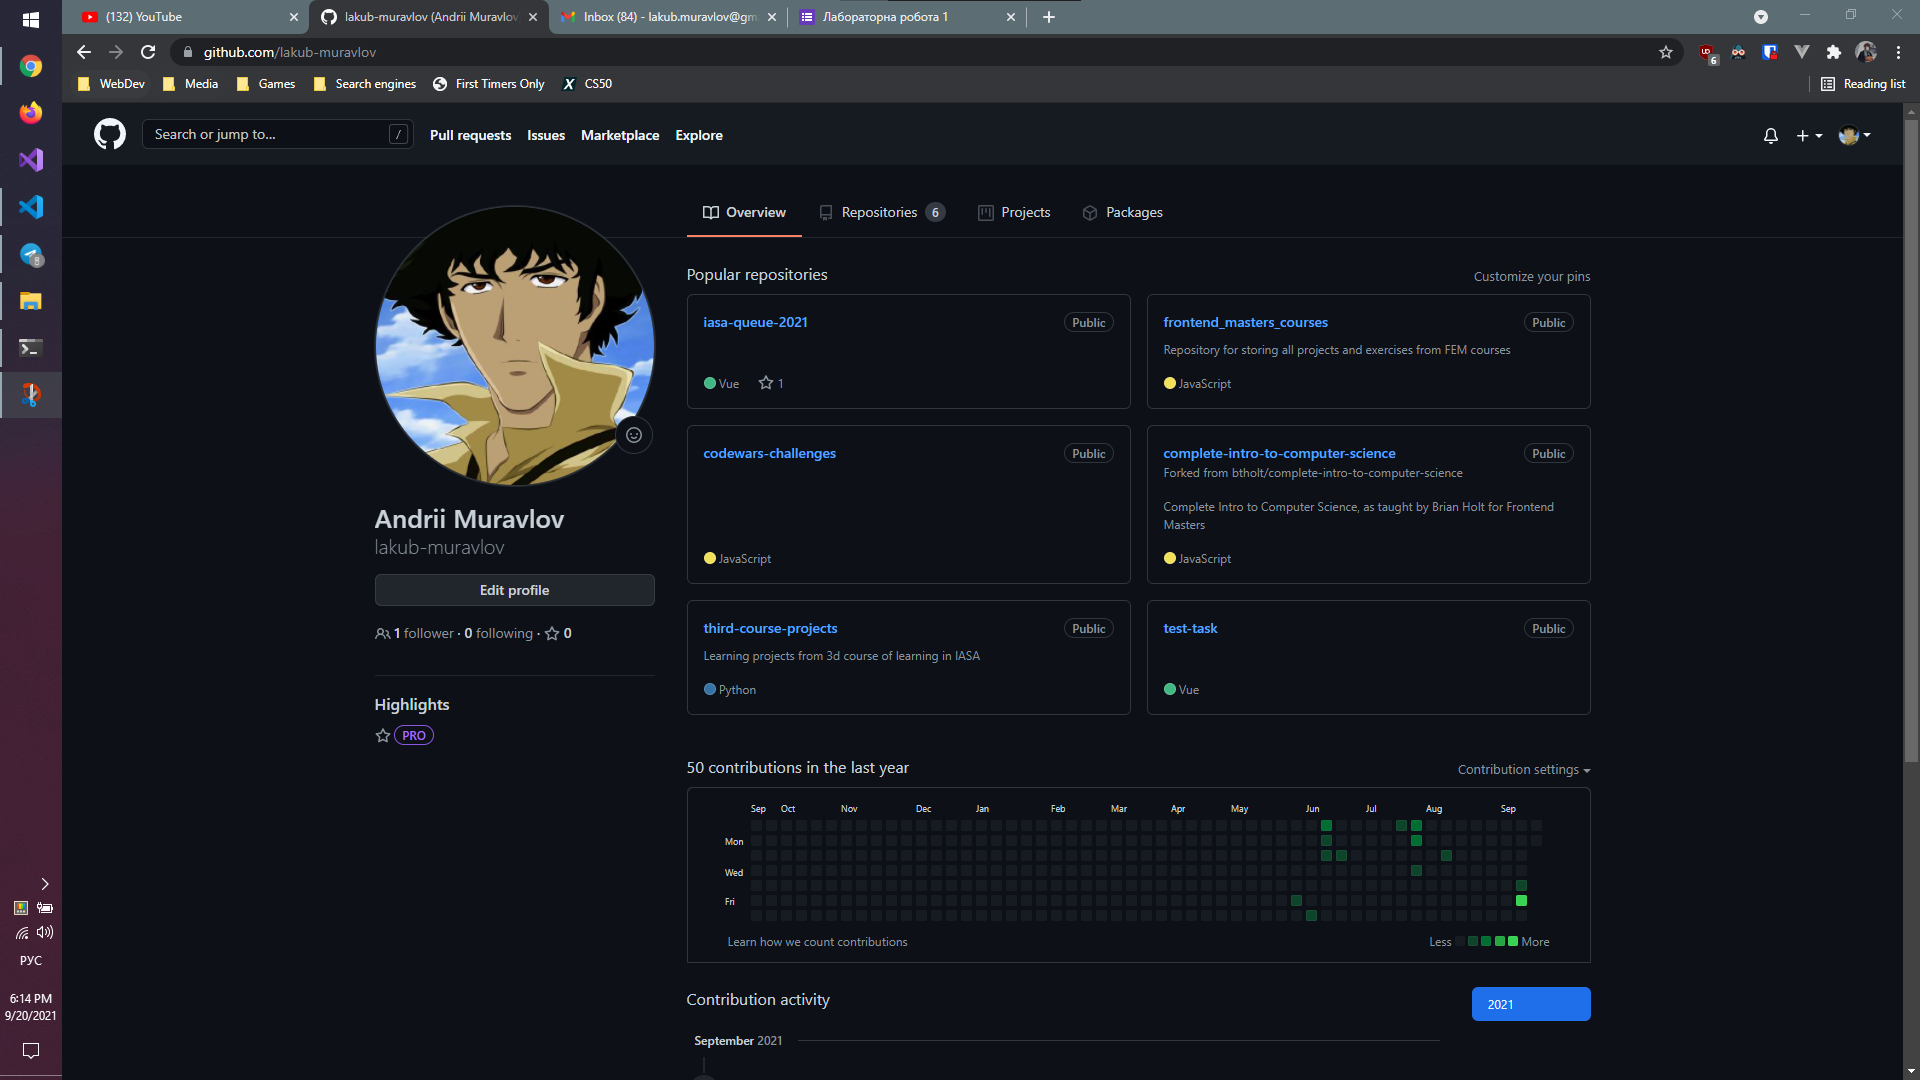 (132) YouTube
lakub-muravlov (Andrii Muravlov
Inbox (84) - lakub.muravlov@gm
Лабораторна робота 1
github.com/lakub-muravlov
6
WebDev
Media
Games
Search engines
First Timers Only
X CS50
Reading list
Search or jump to...
/
Pull requests
Issues
Marketplace
Explore
8
Overview
Repositories 6
Projects
Packages
Popular repositories
Customize your pins
iasa-queue-2021
Public
Vue
1
frontend_masters_courses
Public
Repository for storing all projects and exercises from FEM courses
JavaScript
codewars-challenges
Public
JavaScript
complete-intro-to-computer-science
Public
Forked from btholt/complete-intro-to-computer-science
Complete Intro to Computer Science, as taught by Brian Holt for Frontend
Masters
JavaScript
third-course-projects
Public
Learning projects from 3d course of learning in IASA
Python
test-task
Public
Vue
Andrii Muravlov
lakub-muravlov
Edit profile
1 follower · 0 following · 0
Highlights
PRO
50 contributions in the last year
Contribution settings
Sep Oct Nov Dec Jan Feb Mar Apr May Jun Jul Aug Sep
Mon
Wed
Fri
Learn how we count contributions
Less
More
Contribution activity
2021
September 2021
РУС
6:14 PM
9/20/2021